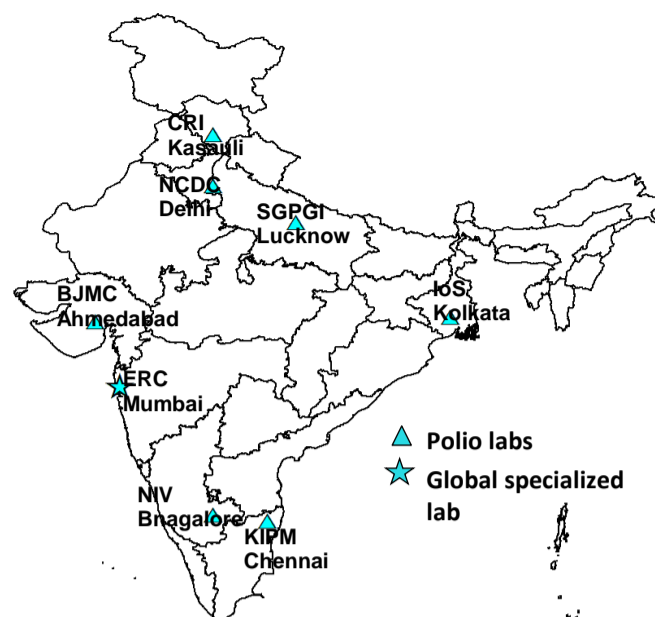 CRI
Kasauli
NCDC
Delhi
SGPGI
Lucknow
BJMC
Ahmedabad
IoS
Kolkata
ERC
Mumbai
Polio labs
Global specialized
lab
NIV
Bnagalore
KIPM
Chennai